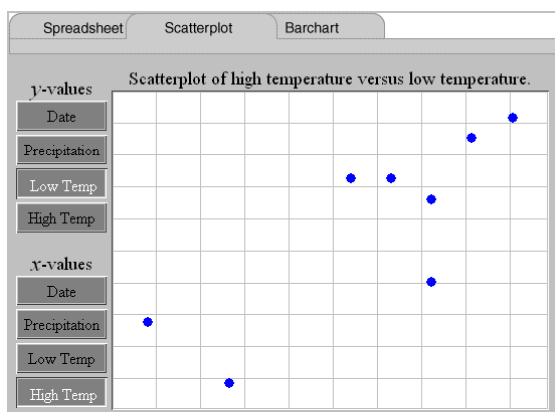 Spreadsheet Scatterplot Barchart
Scatterplot of high temperature versus low temperature.
y-values
Date
Precipitation
Low Temp
High Temp
x-values
Date
Precipitation
Low Temp
High Temp